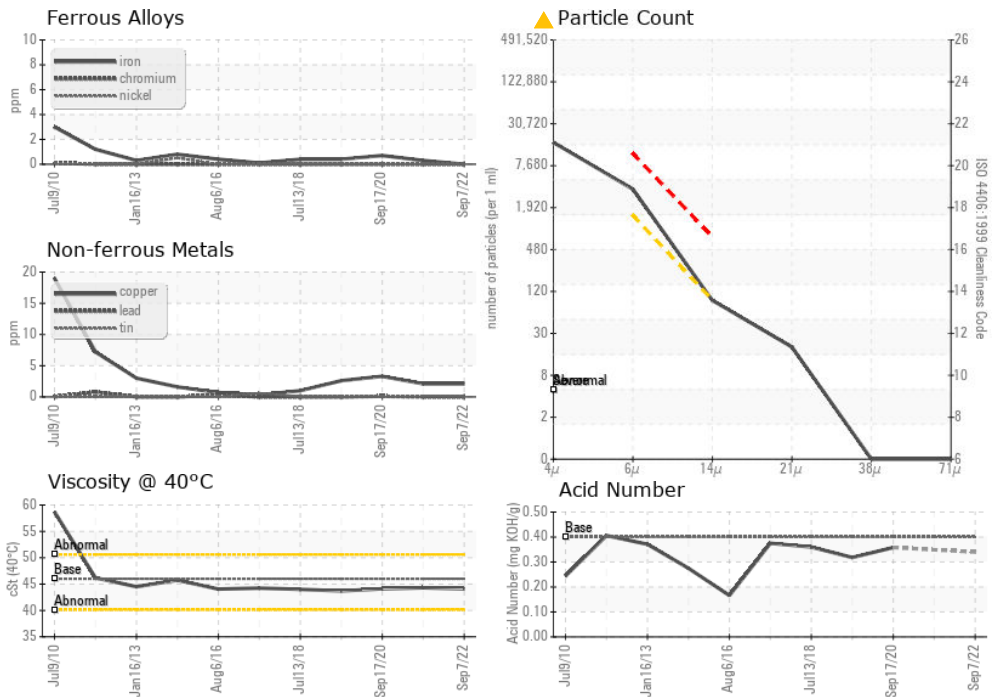 Ferrous Alloys
10
8
6
4
2
0
ppm
iron
chromium
nickel
Jul9/10
Jan16/13
Aug6/16
Jul13/18
Sep17/20
Sep7/22
Non-ferrous Metals
20
15
10
5
0
ppm
copper
lead
tin
Jul9/10
Jan16/13
Aug6/16
Jul13/18
Sep17/20
Sep7/22
Viscosity @ 40°C
60
55
50
45
40
35
cSt (40°C)
Abnormal
Base
Abnormal
Jul9/10
Jan16/13
Aug6/16
Jul13/18
Sep17/20
Sep7/22
Particle Count
491,520
122,880
30,720
7,680
1,920
480
120
30
8
2
0
number of particles (per 1 ml)
26
24
22
20
18
16
14
12
10
8
6
ISO 4406:1999 Cleanliness Code
Abnormal
4µ
6µ
14µ
21µ
38µ
71µ
Acid Number
0.50
0.40
0.30
0.20
0.10
0.00
Acid Number (mg KOH/g)
Base
Jul9/10
Jan16/13
Aug6/16
Jul13/18
Sep17/20
Sep7/22